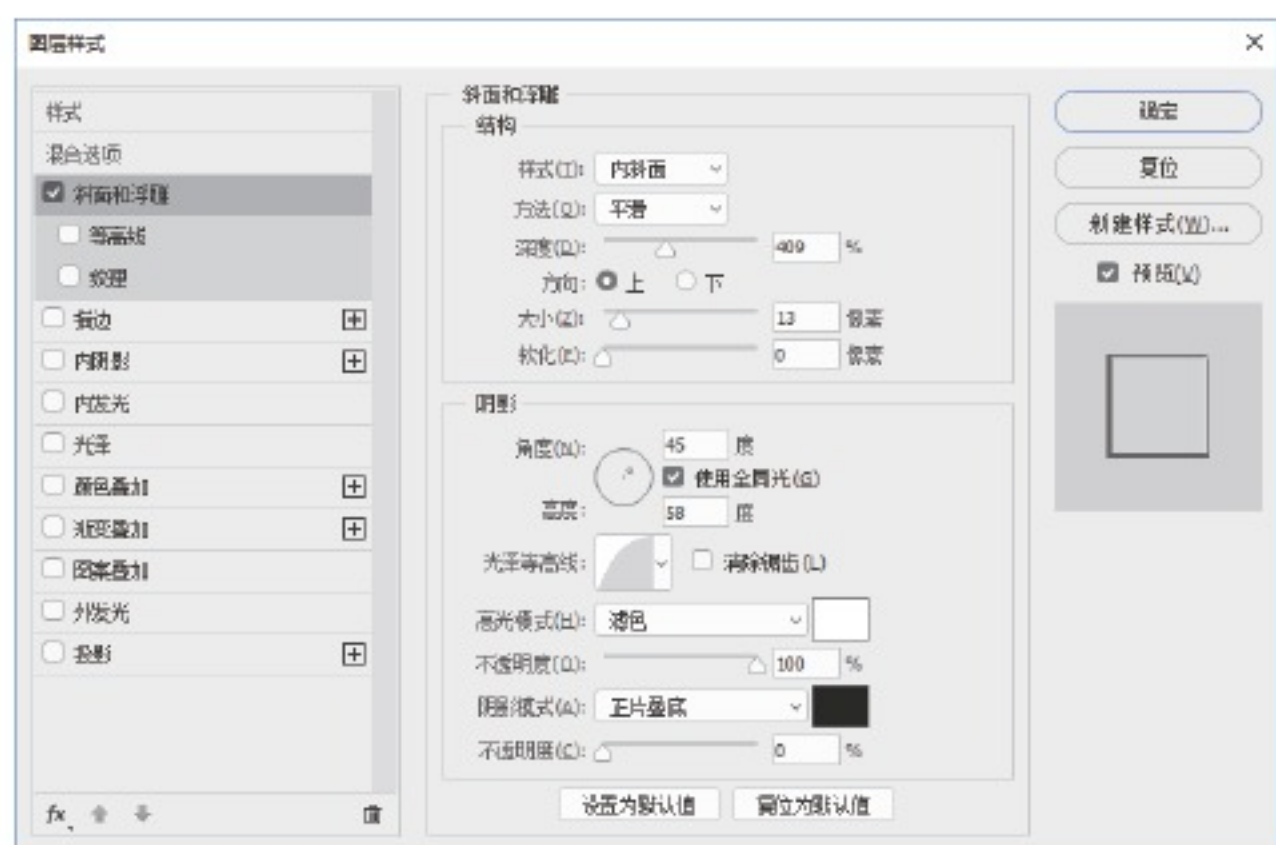 图层样式
样式
混合选项
斜面和浮雕
等高线
纹理
描边
内阴影
内发光
光泽
颜色叠加
渐变叠加
图案叠加
外发光
投影
fx
斜面和浮雕
结构
样式(T): 内斜面
方法(Q): 平滑
深度(D): 409 %
方向: 上 下
大小(Z): 13 像素
软化(F): 0 像素
阴影
角度(N): 45 度
使用全局光(G)
高度: 58 度
光泽等高线: 消除锯齿(L)
高光模式(H): 滤色
不透明度(O): 100 %
阴影模式(A): 正片叠底
不透明度(C): 0 %
设置为默认值 复位为默认值
确定
复位
新建样式(W)...
预览(V)